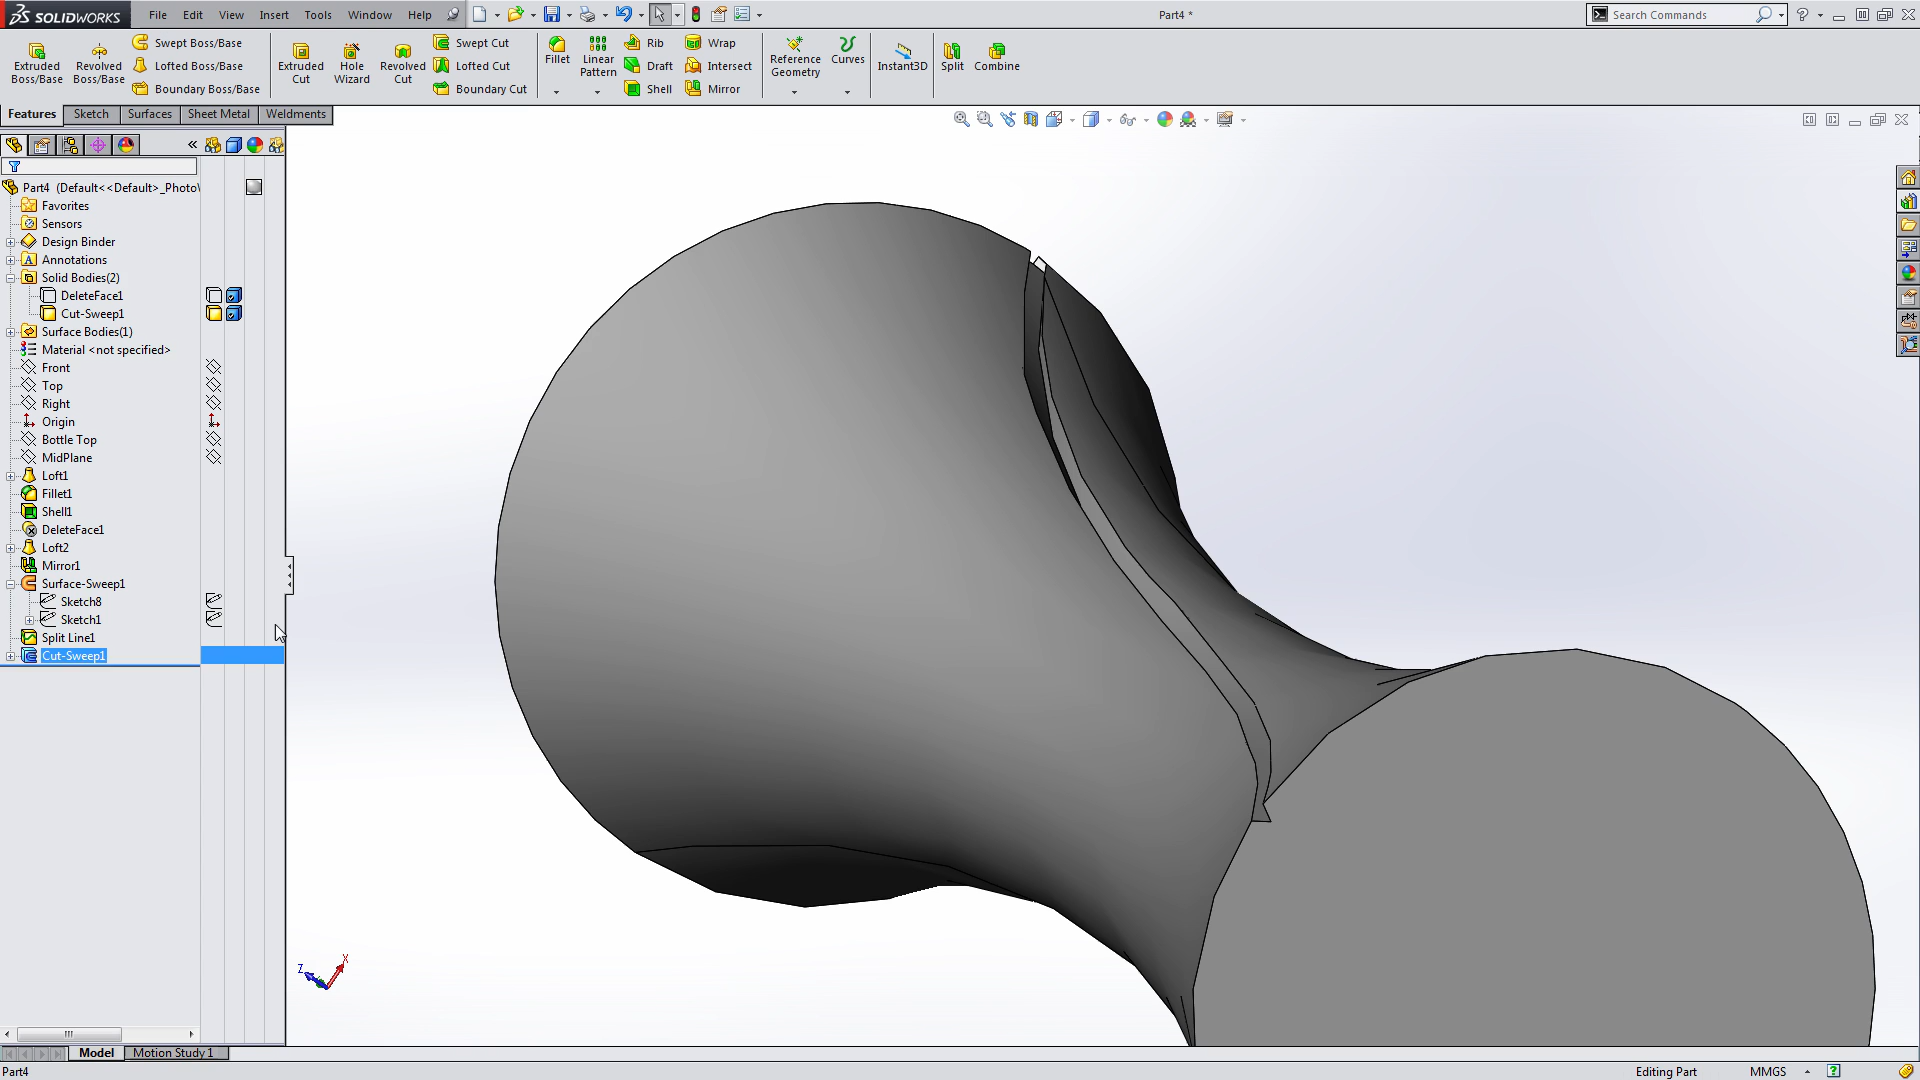 SOLIDWORKS File Edit View Insert Tools Window Help Part4 * Search Commands
Extruded Boss/Base
Revolved Boss/Base
Swept Boss/Base
Lofted Boss/Base
Boundary Boss/Base
Extruded Cut
Hole Wizard
Revolved Cut
Swept Cut
Lofted Cut
Boundary Cut
Fillet
Linear Pattern
Rib
Draft
Shell
Wrap
Intersect
Mirror
Reference Geometry
Curves
Instant3D
Split
Combine
Features Sketch Surfaces Sheet Metal Weldments
Part4 (Default<<Default>_Photo
Favorites
Sensors
Design Binder
Annotations
Solid Bodies(2)
DeleteFace1
Cut-Sweep1
Surface Bodies(1)
Material <not specified>
Front
Top
Right
Origin
Bottle Top
MidPlane
Loft1
Fillet1
Shell1
DeleteFace1
Loft2
Mirror1
Surface-Sweep1
Sketch8
Sketch1
Split Line1
Cut-Sweep1
Z X
Model Motion Study 1
Part4 Editing Part MMGS